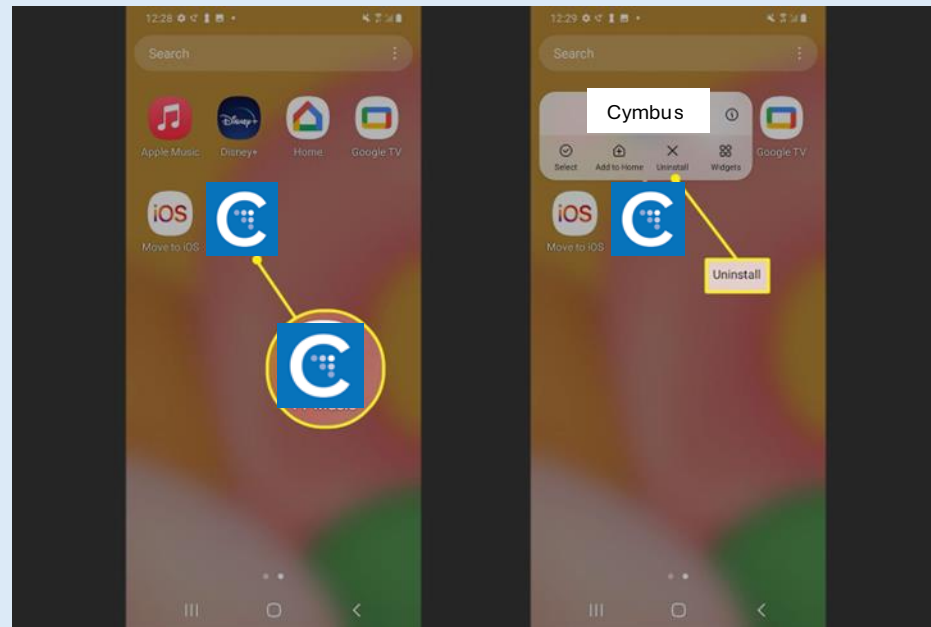 12:28
Search
Apple Music Disney+ Home Google TV
iOS
Move to iOS
12:29
Search
Cymbus
Select Add to Home Uninstall Widgets
Google TV
iOS
Move to iOS
Uninstall